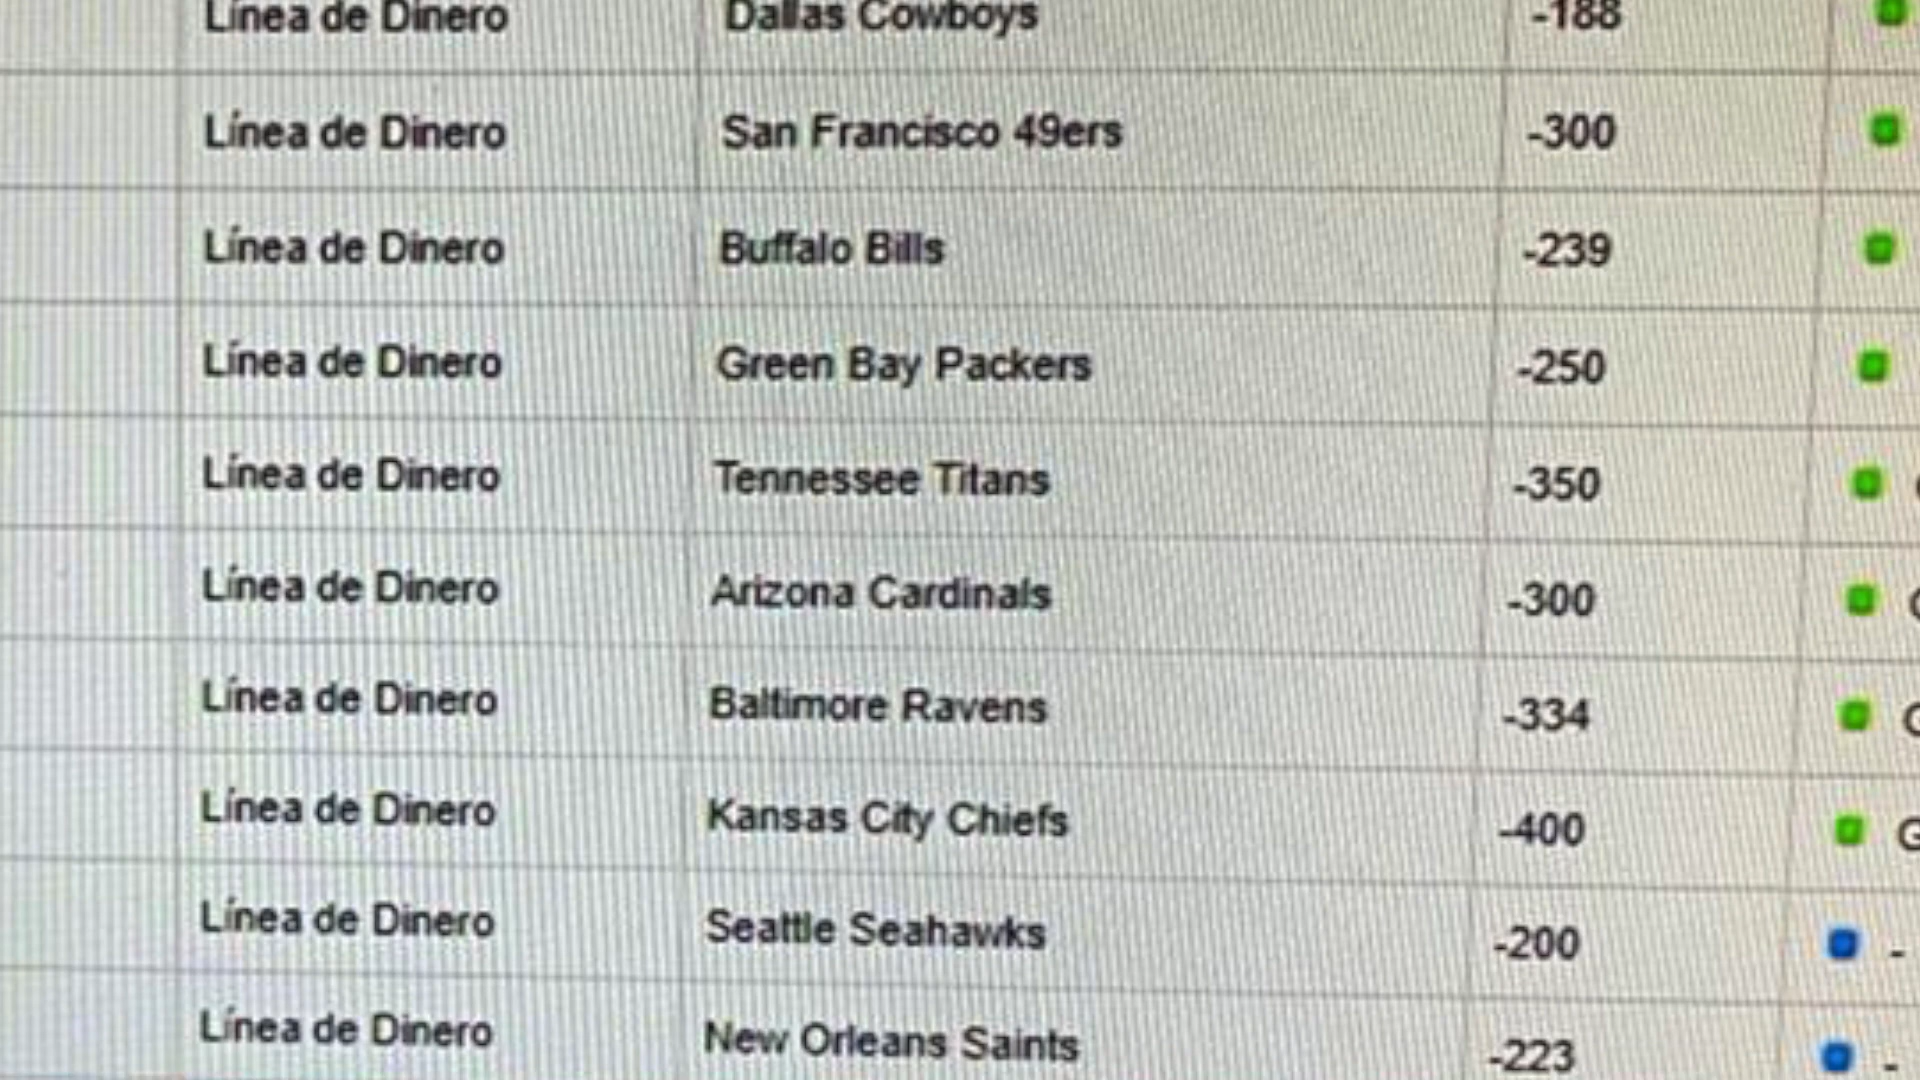 Línea de Dinero Dallas Cowboys -188
Línea de Dinero San Francisco 49ers -300
Línea de Dinero Buffalo Bills -239
Línea de Dinero Green Bay Packers -250
Línea de Dinero Tennessee Titans -350
Línea de Dinero Arizona Cardinals -300
Línea de Dinero Baltimore Ravens -334
Línea de Dinero Kansas City Chiefs -400 G
Línea de Dinero Seattle Seahawks -200 -
Línea de Dinero New Orleans Saints -223 -